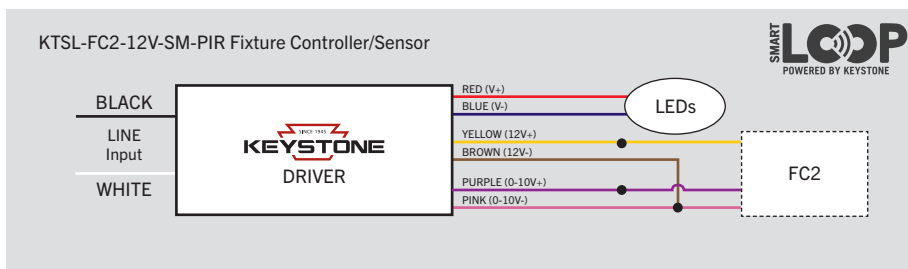 KTSL-FC2-12V-SM-PIR Fixture Controller/Sensor
SMART
LOOP
POWERED BY KEYSTONE
BLACK
LINE
Input
WHITE
SINCE 1945
KEYSTONE
DRIVER
RED (V+)
BLUE (V-)
YELLOW (12V+)
BROWN (12V-)
PURPLE (0-10V+)
PINK (0-10V-)
LEDs
FC2